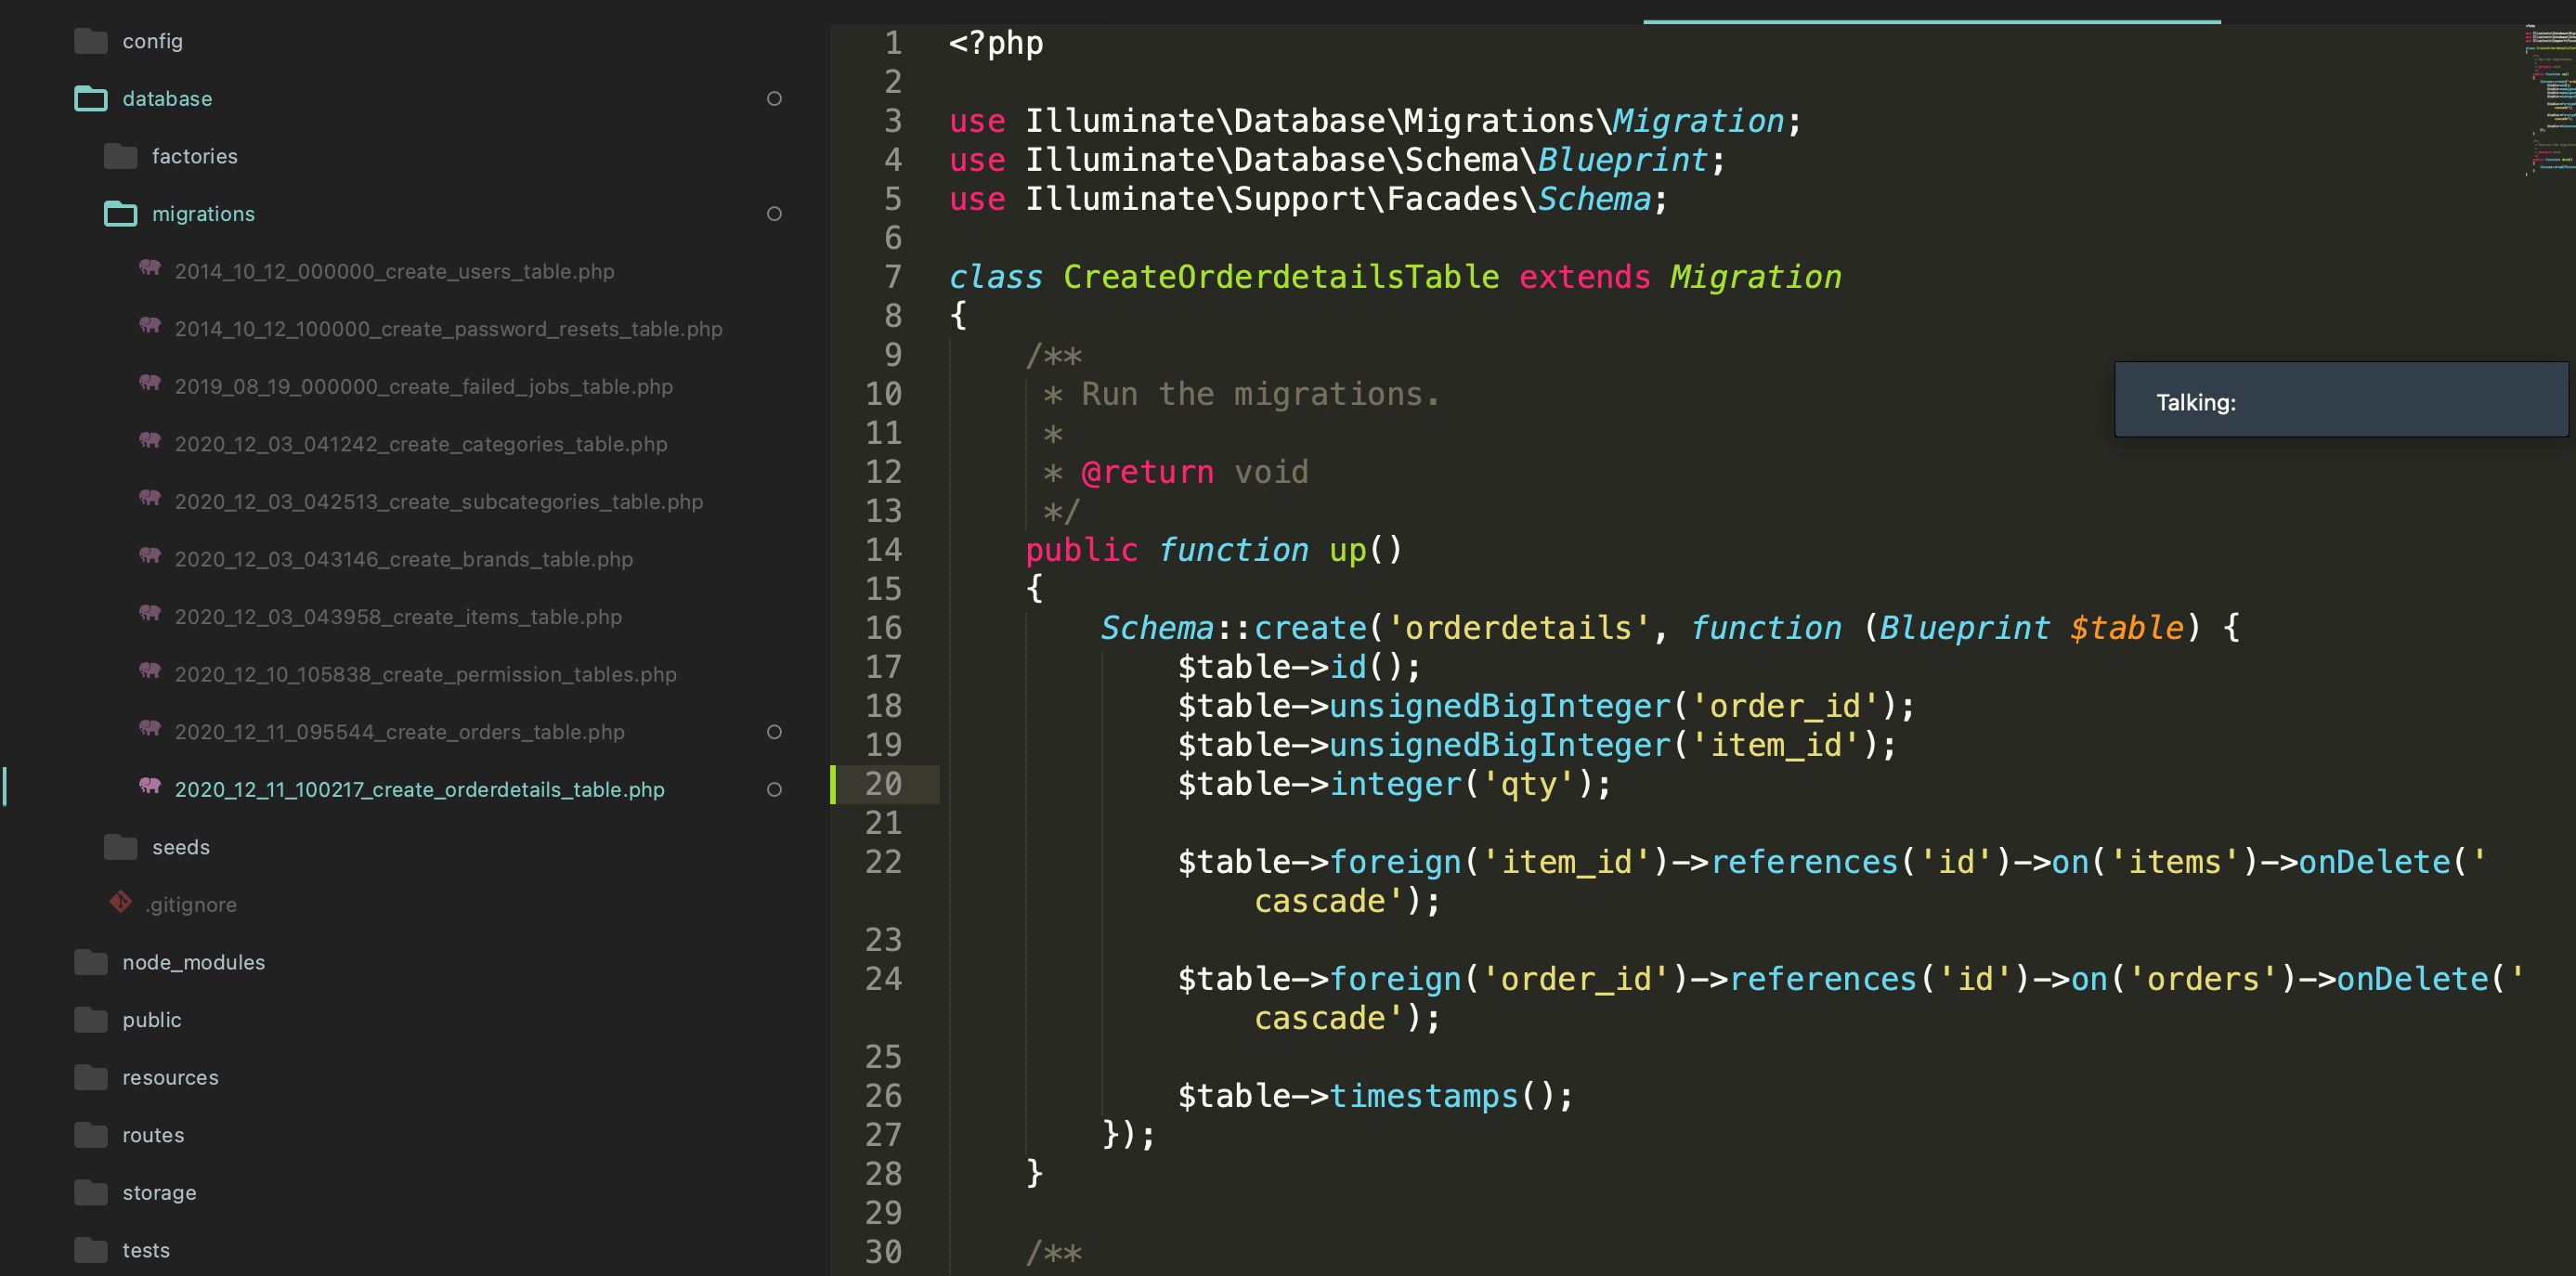 config
database
factories
migrations
2014_10_12_000000_create_users_table.php
2014_10_12_100000_create_password_resets_table.php
2019_08_19_000000_create_failed_jobs_table.php
2020_12_03_041242_create_categories_table.php
2020_12_03_042513_create_subcategories_table.php
2020_12_03_043146_create_brands_table.php
2020_12_03_043958_create_items_table.php
2020_12_10_105838_create_permission_tables.php
2020_12_11_095544_create_orders_table.php
2020_12_11_100217_create_orderdetails_table.php
seeds
.gitignore
node_modules
public
resources
routes
storage
tests
1 <?php
2
3 use Illuminate\Database\Migrations\Migration;
4 use Illuminate\Database\Schema\Blueprint;
5 use Illuminate\Support\Facades\Schema;
6
7 class CreateOrderdetailsTable extends Migration
8 {
9 /**
10 * Run the migrations.
11 *
12 * @return void
13 */
14 public function up()
15 {
16 Schema::create('orderdetails', function (Blueprint $table) {
17 $table->id();
18 $table->unsignedBigInteger('order_id');
19 $table->unsignedBigInteger('item_id');
20 $table->integer('qty');
21
22 $table->foreign('item_id')->references('id')->on('items')->onDelete('
cascade');
23
24 $table->foreign('order_id')->references('id')->on('orders')->onDelete('
cascade');
25
26 $table->timestamps();
27 });
28 }
29
30 /**
Talking: